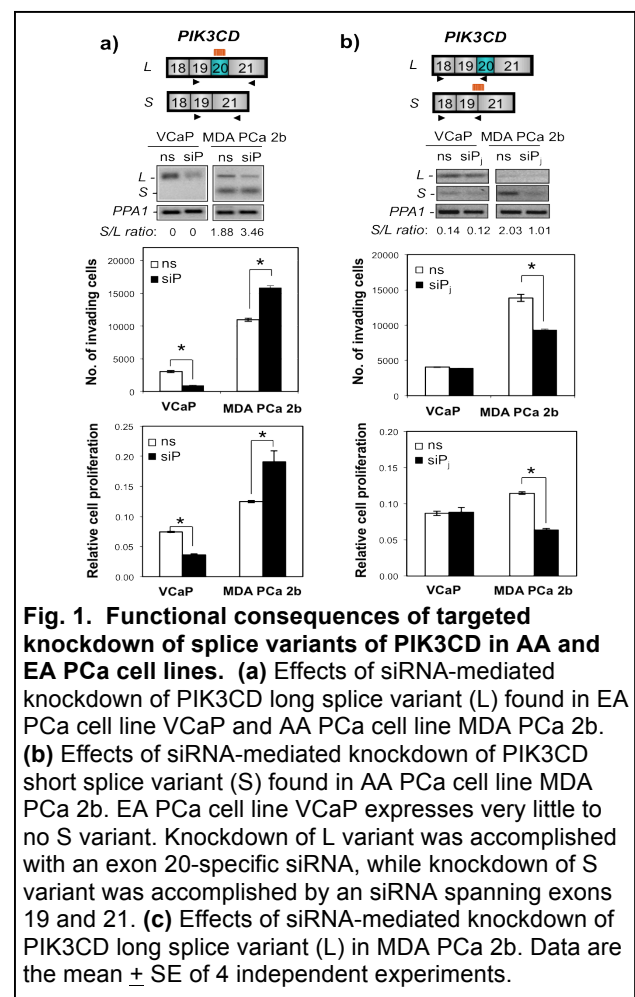 a) PIK3CD
L 18 19 20 21
S 18 19 21
VCaP MDA PCa 2b
ns siP ns siP
L -
S -
PPA1
S/L ratio: 0 0 1.88 3.46
No. of invading cells
20000
15000
10000
5000
0
ns
siP
*
*
VCaP MDA PCa 2b
Relative cell proliferation
0.25
0.20
0.15
0.10
0.05
0.00
ns
siP
*
*
VCaP MDA PCa 2b
b) PIK3CD
L 18 19 20 21
S 18 19 21
VCaP MDA PCa 2b
ns siPj ns siPj
L -
S -
PPA1
S/L ratio: 0.14 0.12 2.03 1.01
No. of invading cells
20000
15000
10000
5000
0
ns
siPj
*
VCaP MDA PCa 2b
Relative cell proliferation
0.20
0.15
0.10
0.05
0.00
ns
siPj
*
VCaP MDA PCa 2b
Fig. 1. Functional consequences of targeted
knockdown of splice variants of PIK3CD in AA and
EA PCa cell lines. (a) Effects of siRNA-mediated
knockdown of PIK3CD long splice variant (L) found in EA
PCa cell line VCaP and AA PCa cell line MDA PCa 2b.
(b) Effects of siRNA-mediated knockdown of PIK3CD
short splice variant (S) found in AA PCa cell line MDA
PCa 2b. EA PCa cell line VCaP expresses very little to
no S variant. Knockdown of L variant was accomplished
with an exon 20-specific siRNA, while knockdown of S
variant was accomplished by an siRNA spanning exons
19 and 21. (c) Effects of siRNA-mediated knockdown of
PIK3CD long splice variant (L) in MDA PCa 2b. Data are
the mean ± SE of 4 independent experiments.